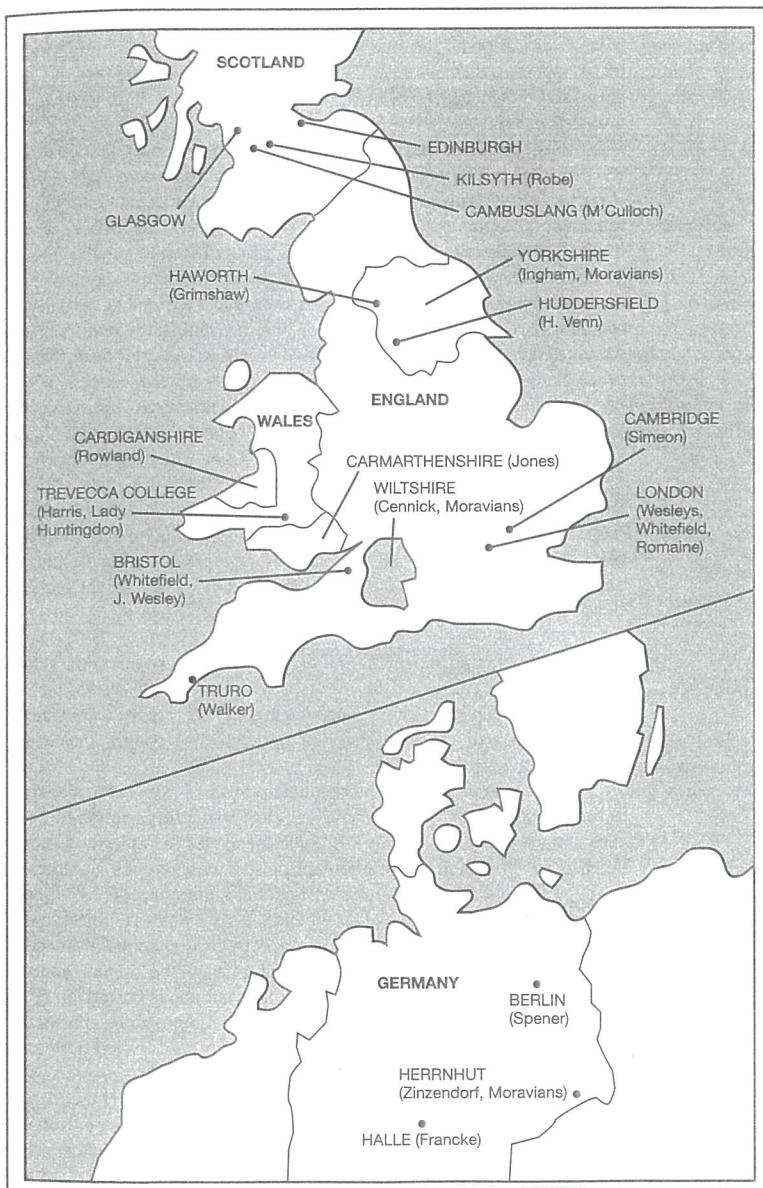 SCOTLAND
EDINBURGH
KILSYTH (Robe)
CAMBUSLANG (M'Culloch)
GLASGOW
YORKSHIRE
(Ingham, Moravians)
HAWORTH
(Grimshaw)
HUDDERSFIELD
(H. Venn)
ENGLAND
WALES
CAMBRIDGE
(Simeon)
CARDIGANSHIRE
(Rowland)
CARMARTHENSHIRE (Jones)
WILTSHIRE
(Cennick, Moravians)
TREVECCA COLLEGE
(Harris, Lady
Huntingdon)
LONDON
(Wesleys,
Whitefield,
Romaine)
BRISTOL
(Whitefield,
J. Wesley)
TRURO
(Walker)
GERMANY
BERLIN
(Spener)
HERRNHUT
(Zinzendorf, Moravians)
HALLE (Francke)